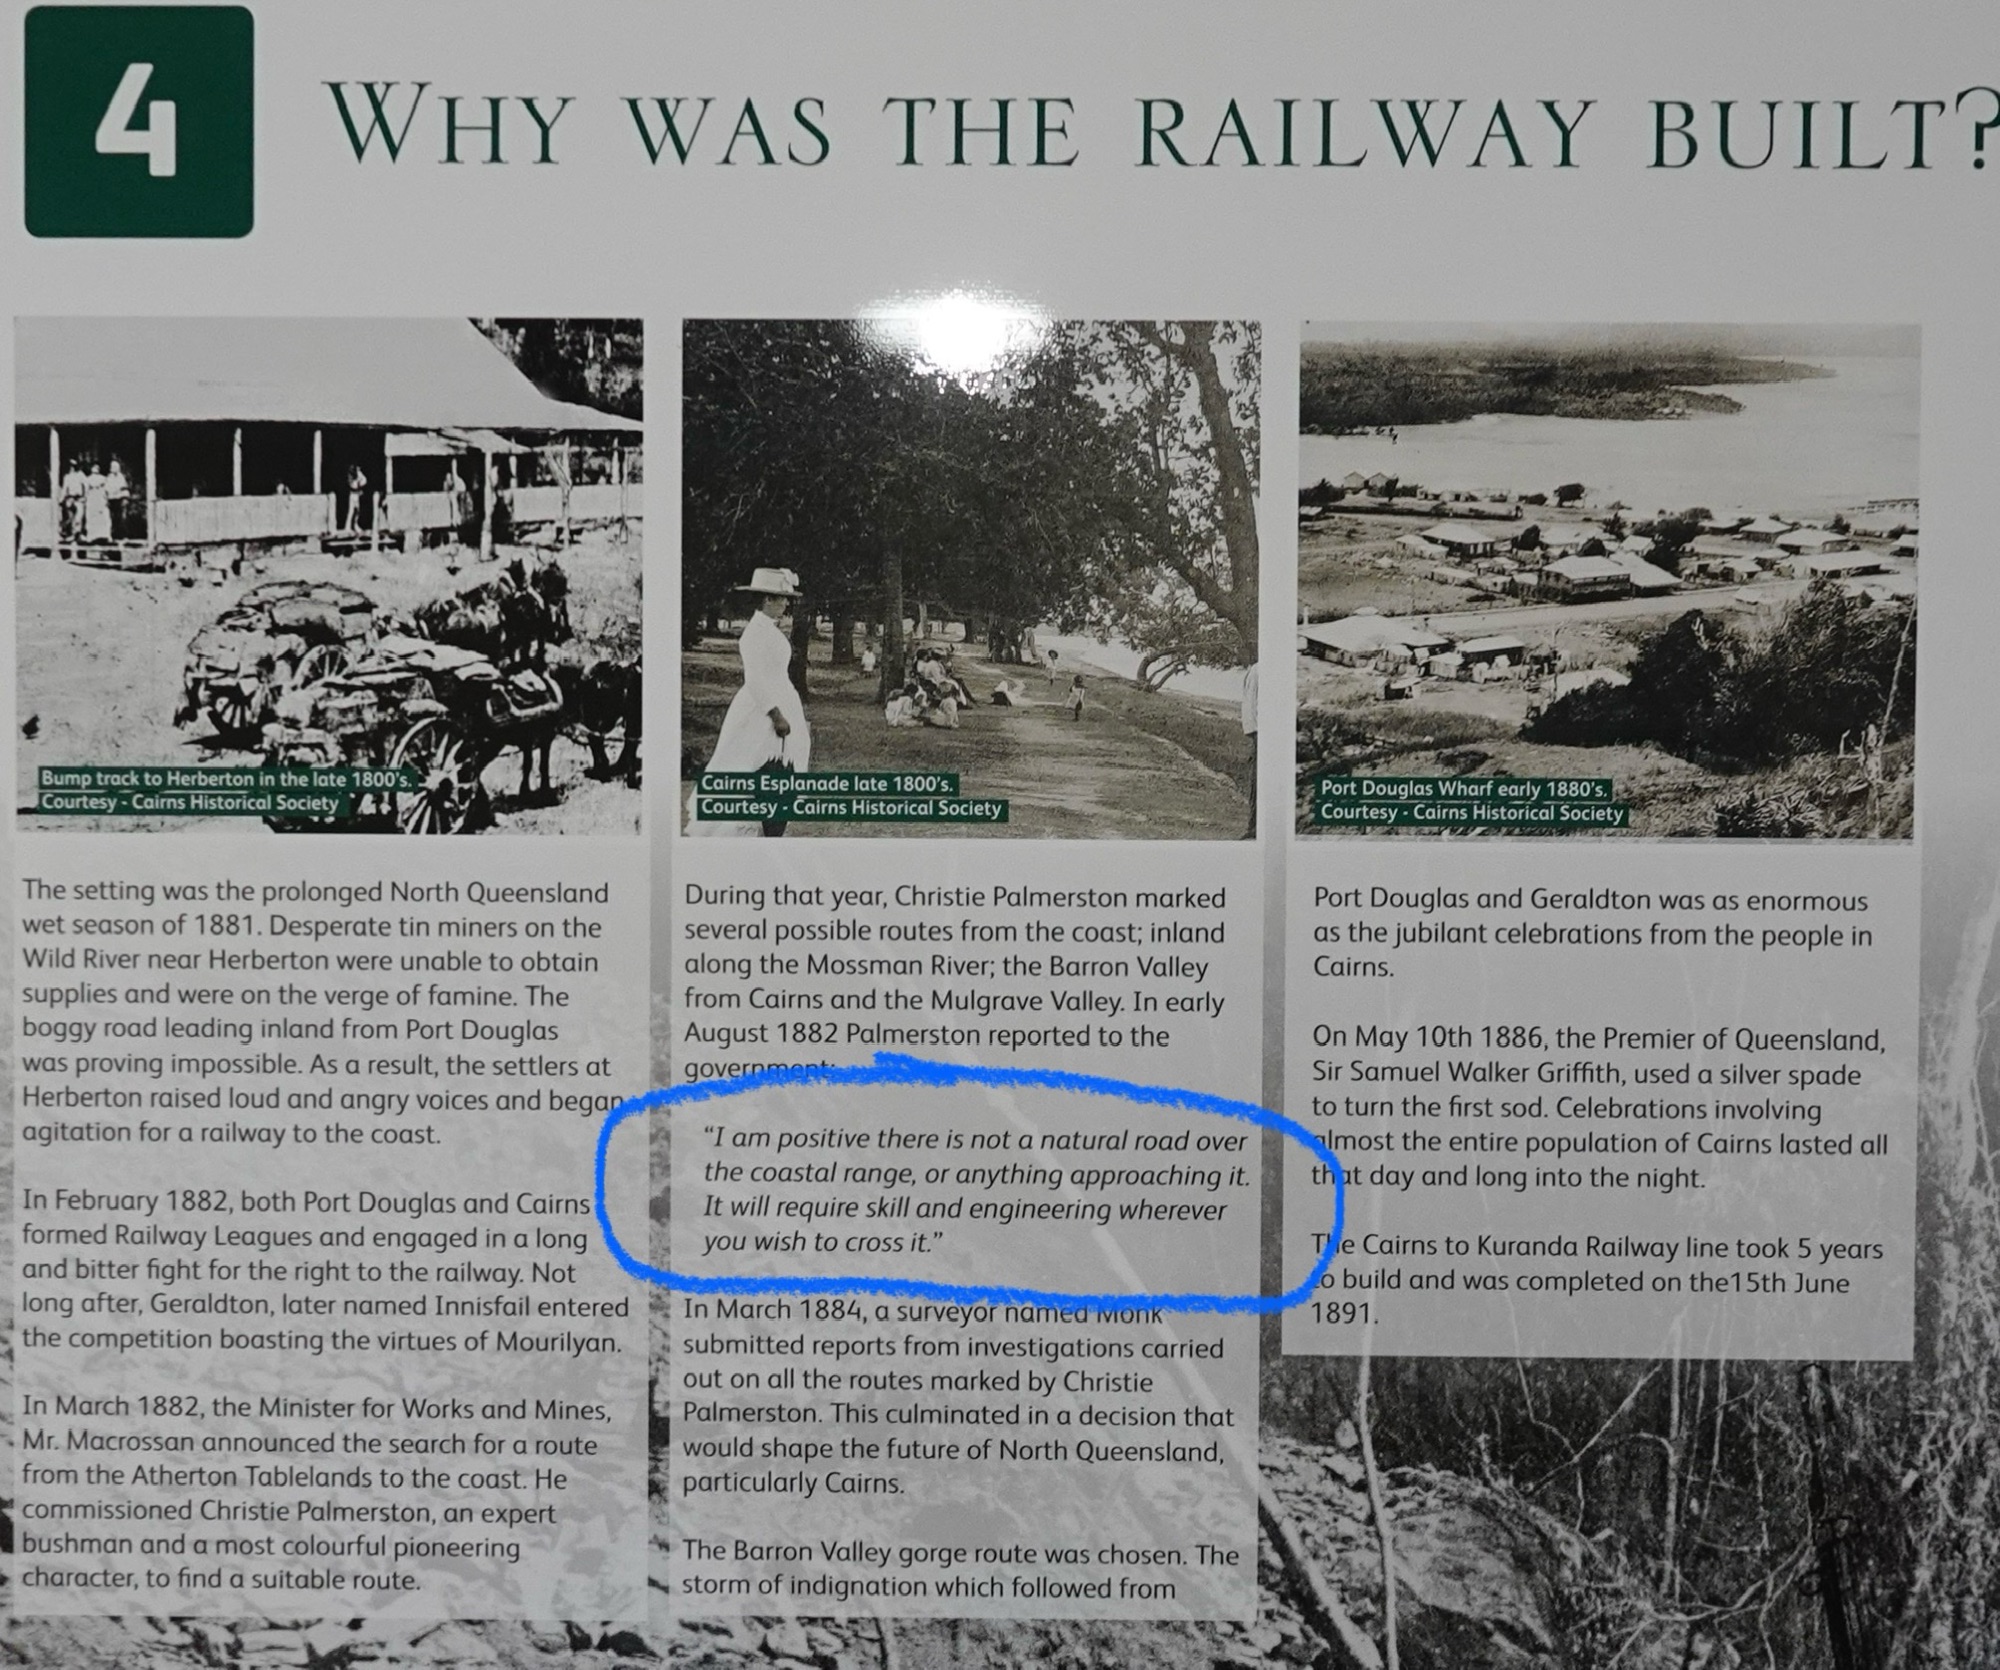 4
WHY WAS THE RAILWAY BUILT?
Bump track to Herberton in the late 1800's.
Courtesy - Cairns Historical Society
The setting was the prolonged North Queensland
wet season of 1881. Desperate tin miners on the
Wild River near Herberton were unable to obtain
supplies and were on the verge of famine. The
boggy road leading inland from Port Douglas
was proving impossible. As a result, the settlers at
Herberton raised loud and angry voices and began
agitation for a railway to the coast.
In February 1882, both Port Douglas and Cairns
formed Railway Leagues and engaged in a long
and bitter fight for the right to the railway. Not
long after, Geraldton, later named Innisfail entered
the competition boasting the virtues of Mourilyan.
In March 1882, the Minister for Works and Mines,
Mr. Macrossan announced the search for a route
from the Atherton Tablelands to the coast. He
commissioned Christie Palmerston, an expert
bushman and a most colourful pioneering
character, to find a suitable route.
Cairns Esplanade late 1800's.
Courtesy - Cairns Historical Society
During that year, Christie Palmerston marked
several possible routes from the coast; inland
along the Mossman River; the Barron Valley
from Cairns and the Mulgrave Valley. In early
August 1882 Palmerston reported to the
government:
"I am positive there is not a natural road over
the coastal range, or anything approaching it.
It will require skill and engineering wherever
you wish to cross it."
In March 1884, a surveyor named Monk
submitted reports from investigations carried
out on all the routes marked by Christie
Palmerston. This culminated in a decision that
would shape the future of North Queensland,
particularly Cairns.
The Barron Valley gorge route was chosen. The
storm of indignation which followed from
Port Douglas Wharf early 1880's.
Courtesy - Cairns Historical Society
Port Douglas and Geraldton was as enormous
as the jubilant celebrations from the people in
Cairns.
On May 10th 1886, the Premier of Queensland,
Sir Samuel Walker Griffith, used a silver spade
to turn the first sod. Celebrations involving
almost the entire population of Cairns lasted all
that day and long into the night.
The Cairns to Kuranda Railway line took 5 years
to build and was completed on the15th June
1891.